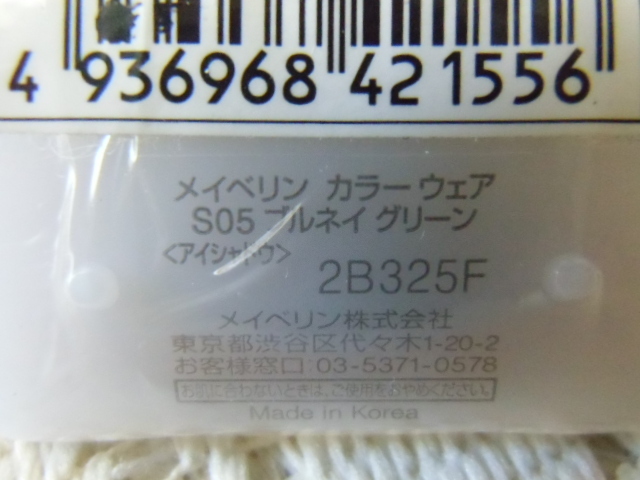 4 936968 421556
メイベリン カラー ウェア
S05 ブルネイ グリーン
<アイシャドウ>
2B325F
メイベリン株式会社
東京都渋谷区代々木1-20-2
お客様窓口:03-5371-0578
お肌に合わないときは、ご使用をおやめください。
Made in Korea